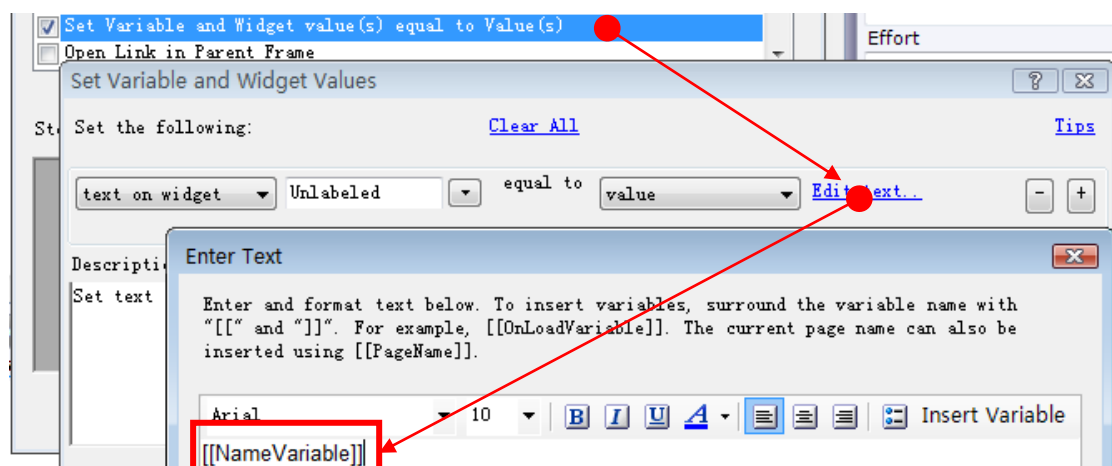 Set Variable and Widget value(s) equal to Value(s)
Open Link in Parent Frame
Effort
Set Variable and Widget Values
Set the following:
Clear All
Tips
text on widget
Unlabeled
equal to
value
Edit text..
Enter Text
Set text
Enter and format text below. To insert variables, surround the variable name with
"[[" and "]]". For example, [[OnLoadVariable]]. The current page name can also be
inserted using [[PageName]].
Arial
10
B I U A
Insert Variable
[[NameVariable]]